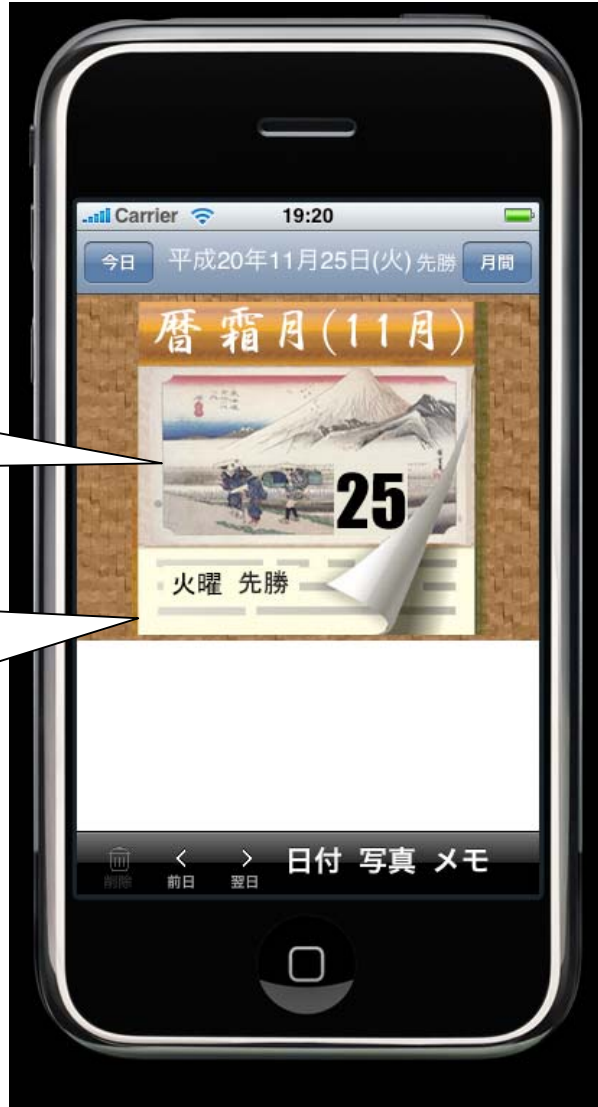 Carrier 19:20
今日 平成20年11月25日(火) 先勝 月間
暦 霜月(11月)
25
火曜 先勝
削除 前日 翌日 日付 写真 メモ